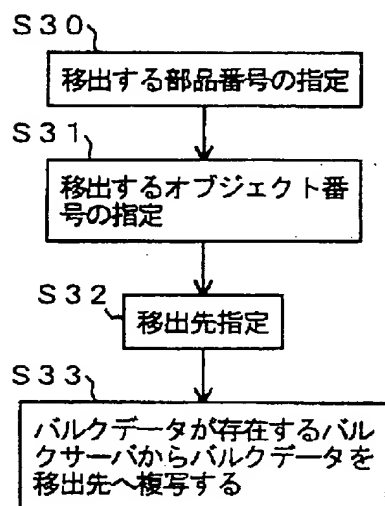 S30
移出する部品番号の指定
S31
移出するオブジェクト番
号の指定
S32
移出先指定
S33
バルクデータが存在するバル
クサーバからバルクデータを
移出先へ複写する